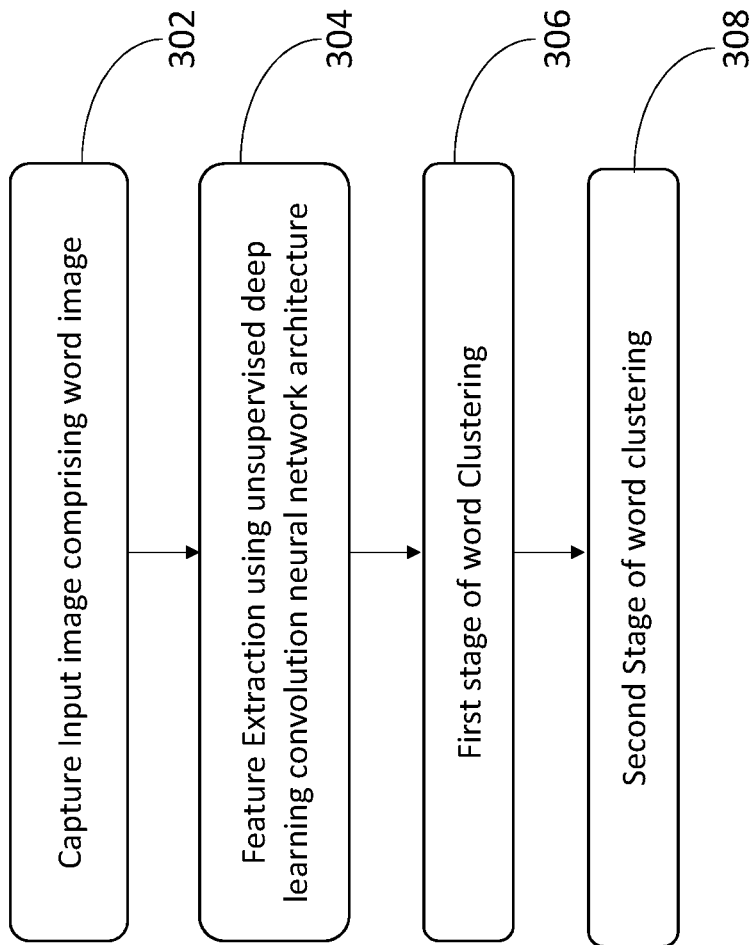 Capture Input image comprising word image
302
Feature Extraction using unsupervised deep
learning convolution neural network architecture
304
First stage of word Clustering
306
Second Stage of word clustering
308